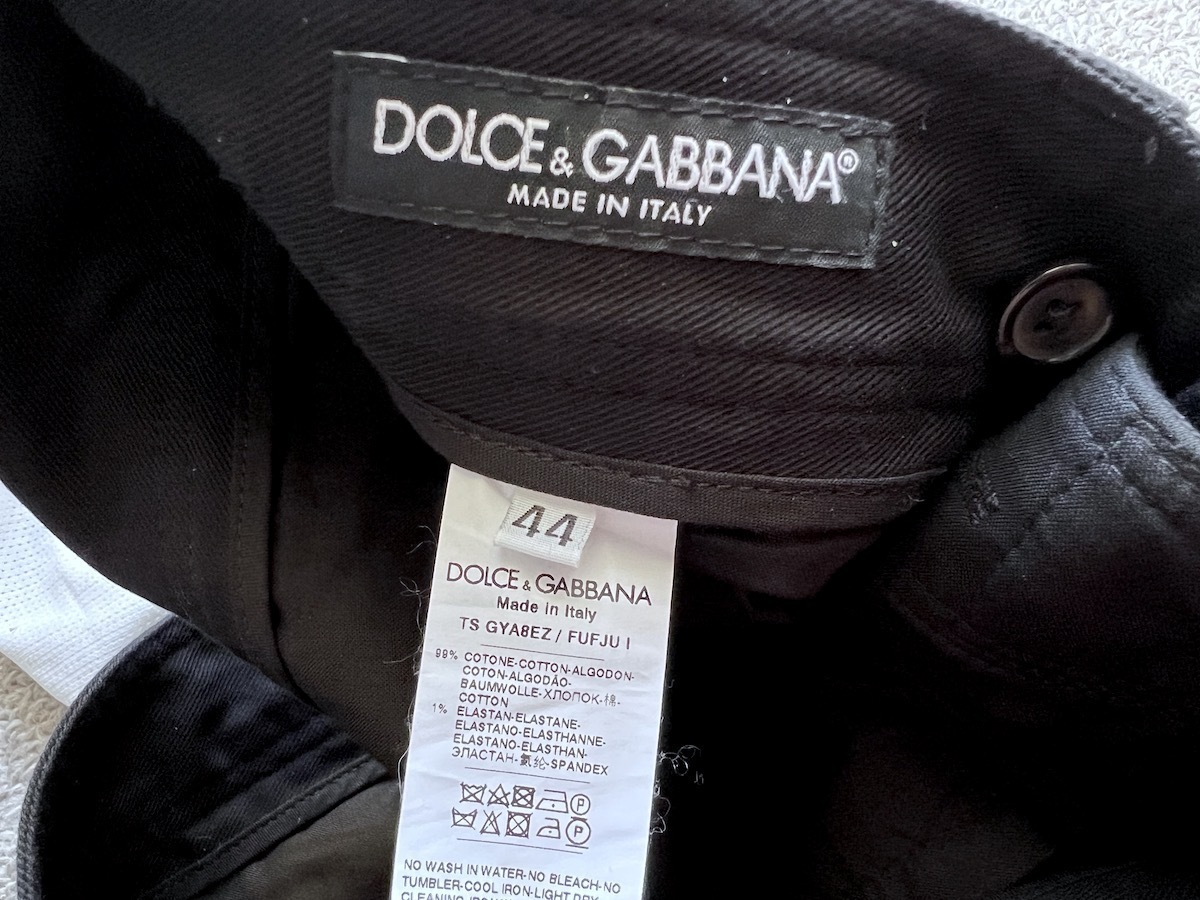 DOLCE & GABBANA®
MADE IN ITALY
44
DOLCE & GABBANA
Made in Italy
TS GYA8EZ / FUFJU I
99% COTONE-COTTON-ALGODON-
COTON-ALGODÃO-
BAUMWOLLE-ХЛОПОК-棉-
COTTON
1% ELASTAN-ELASTANE-
ELASTANO-ELASTHANNE-
ELASTANO-ELASTHAN-
ЭЛАСТАН-氨纶-SPANDEX
P
P
NO WASH IN WATER-NO BLEACH-NO
TUMBLER-COOL IRON-LIGHT DRY